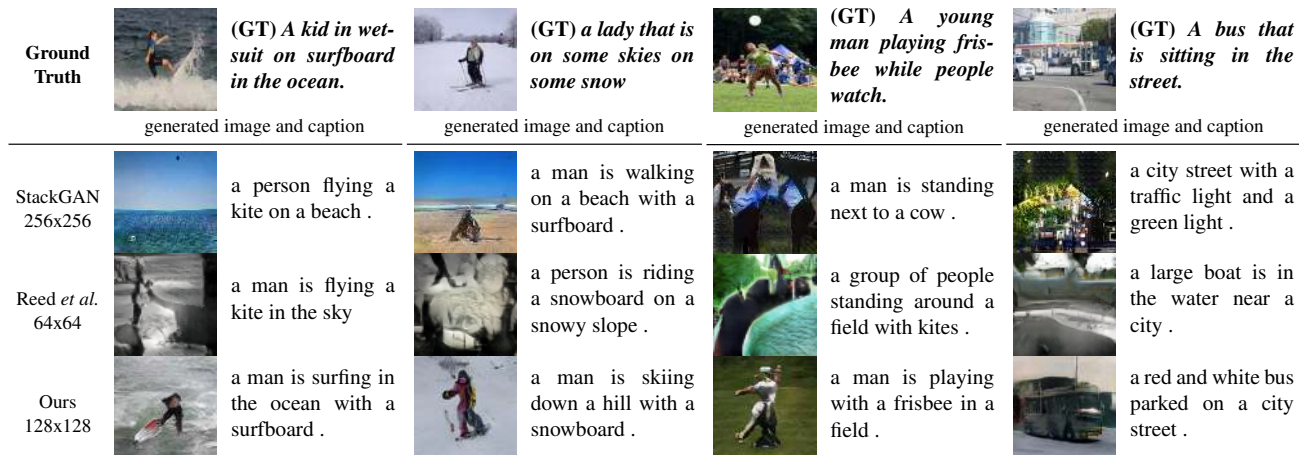 Ground
Truth
(GT) A kid in wet-
suit on surfboard
in the ocean.
(GT) a lady that is
on some skies on
some snow
(GT) A young
man playing fris-
bee while people
watch.
(GT) A bus that
is sitting in the
street.
generated image and caption
generated image and caption
generated image and caption
generated image and caption
StackGAN
256x256
a person flying a
kite on a beach .
a man is walking
on a beach with a
surfboard .
a man is standing
next to a cow .
a city street with a
traffic light and a
green light .
Reed et al.
64x64
a man is flying a
kite in the sky
a person is riding
a snowboard on a
snowy slope .
a group of people
standing around a
field with kites .
a large boat is in
the water near a
city .
Ours
128x128
a man is surfing in
the ocean with a
surfboard .
a man is skiing
down a hill with a
snowboard .
a man is playing
with a frisbee in a
field .
a red and white bus
parked on a city
street .